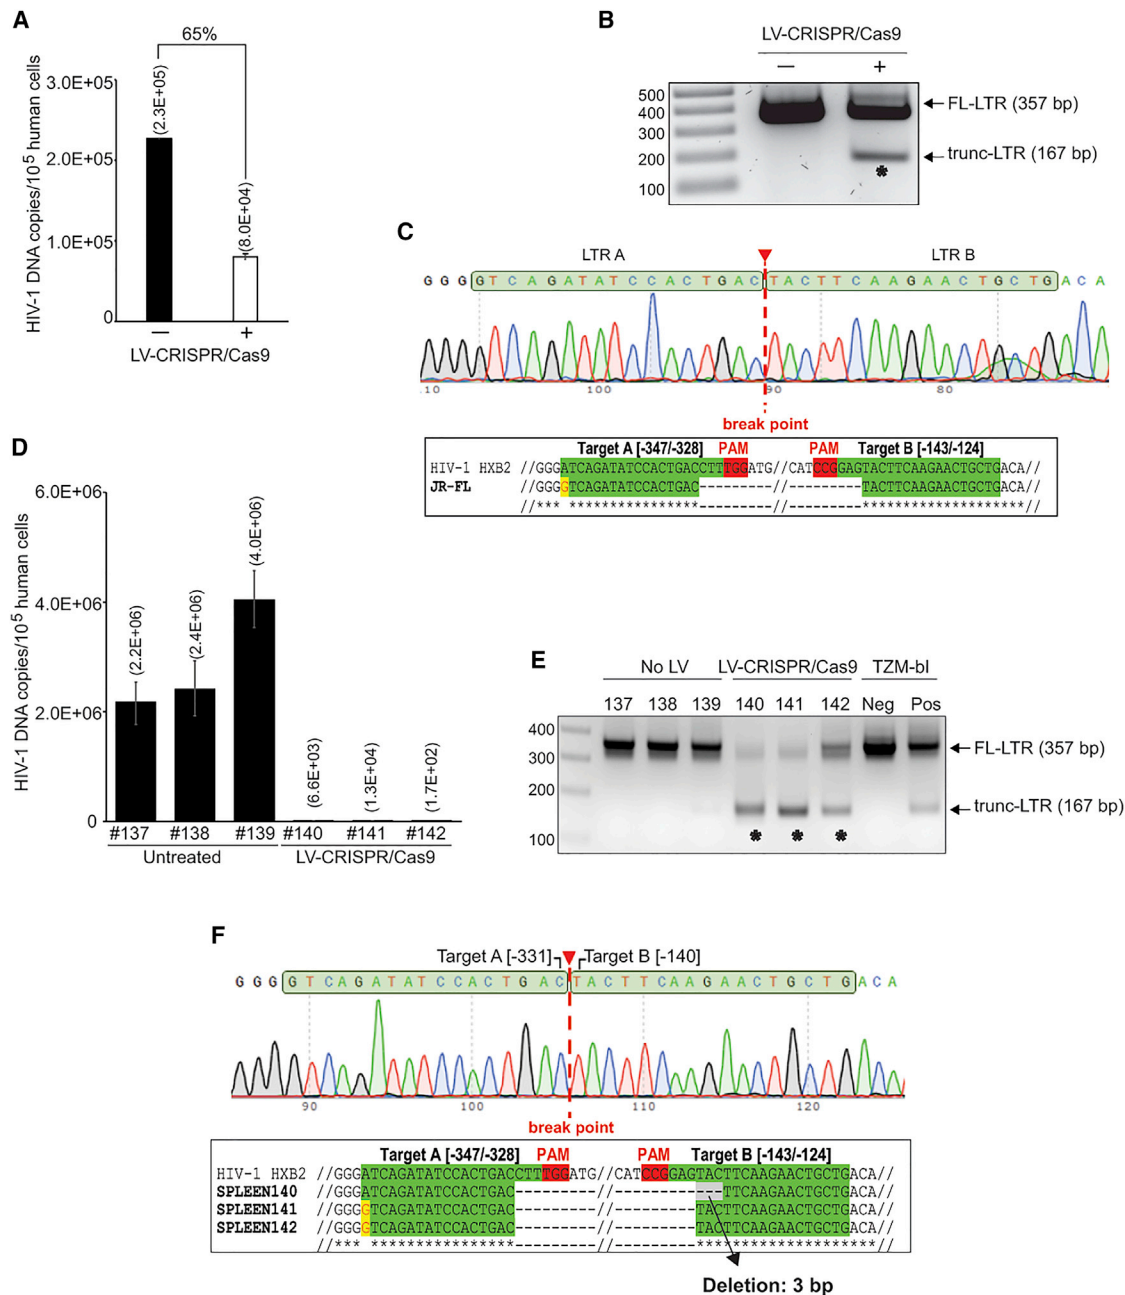 A
65%
HIV-1 DNA copies/10⁵ human cells
3.0E+05
2.0E+05
1.0E+05
0
(2.3E+05)
(8.0E+04)
— +
LV-CRISPR/Cas9
B
LV-CRISPR/Cas9
— +
500
400
300
200
100
FL-LTR (357 bp)
trunc-LTR (167 bp)
*
C
LTR A LTR B
G G G G T C A G A T A T C C A C T G A C T A C T T C A A G A A C T G C T G A C A
10 100 90 80
break point
Target A [-347/-328] PAM PAM Target B [-143/-124]
HIV-1 HXB2 //GGGATCAGATATCCACTGACCTTTGGATG//CATCCGGAGTACTTCAAGAACTGCTGACA//
JR-FL //GGGGTCAGATATCCACTGAC---------//----------TACTTCAAGAACTGCTGACA//
//*** ****************---------//----------********************//
D
HIV-1 DNA copies/10⁵ human cells
6.0E+06
4.0E+06
2.0E+06
0
(2.2E+06)
(2.4E+06)
(4.0E+06)
(6.6E+03)
(1.3E+04)
(1.7E+02)
#137 #138 #139 #140 #141 #142
Untreated LV-CRISPR/Cas9
E
No LV LV-CRISPR/Cas9 TZM-bl
137 138 139 140 141 142 Neg Pos
400
300
200
100
FL-LTR (357 bp)
trunc-LTR (167 bp)
* * *
F
Target A [-331] Target B [-140]
G G G G T C A G A T A T C C A C T G A C T A C T T C A A G A A C T G C T G A C A
90 100 110 120
break point
Target A [-347/-328] PAM PAM Target B [-143/-124]
HIV-1 HXB2 //GGGATCAGATATCCACTGACCTTTGGATG//CATCCGGAGTACTTCAAGAACTGCTGACA//
SPLEEN140 //GGGATCAGATATCCACTGAC---------//-------------TTCAAGAACTGCTGACA//
SPLEEN141 //GGGGTCAGATATCCACTGAC---------//----------TACTTCAAGAACTGCTGACA//
SPLEEN142 //GGGGTCAGATATCCACTGAC---------//----------TACTTCAAGAACTGCTGACA//
//*** ****************---------//----------********************//
Deletion: 3 bp